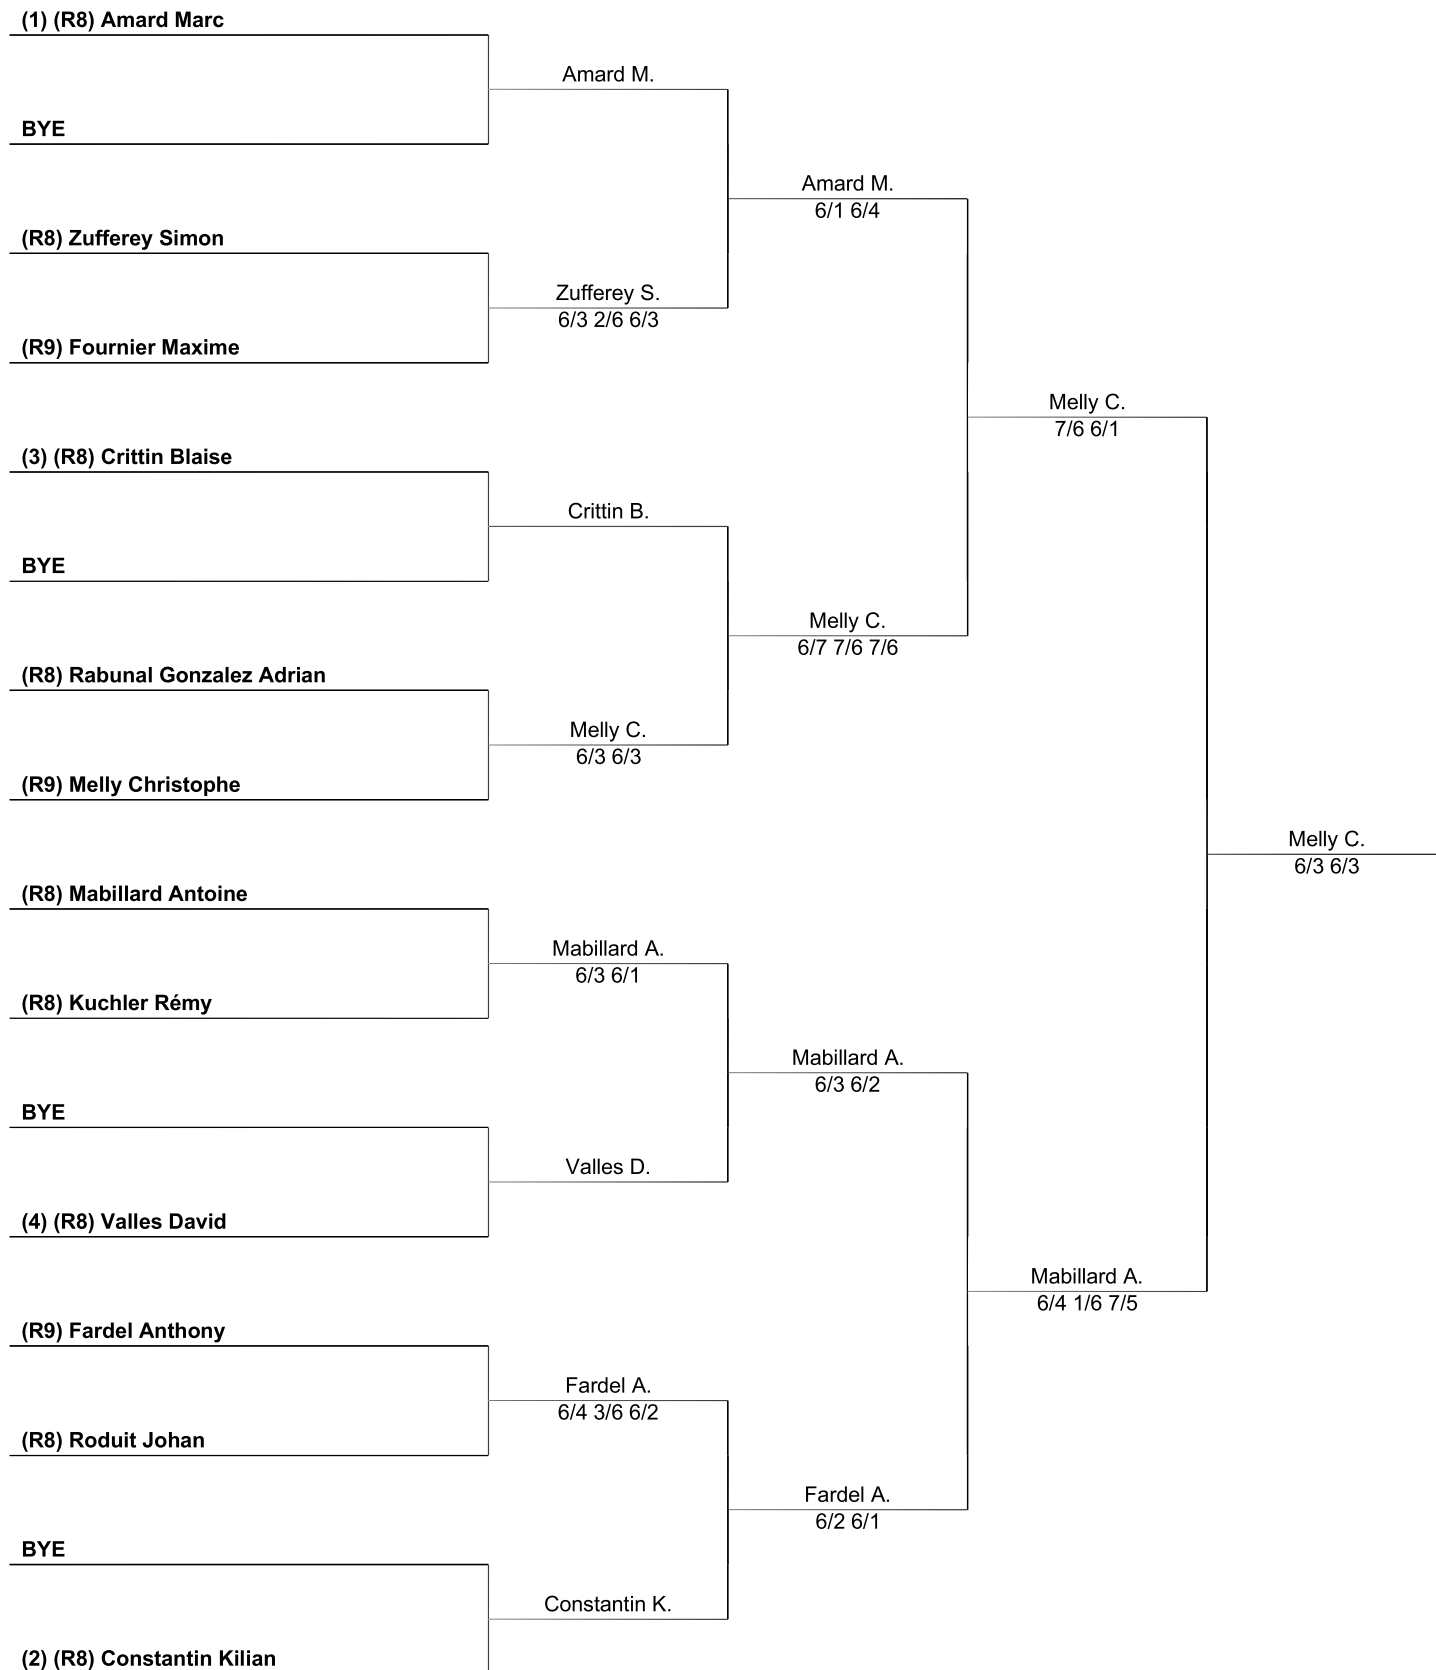 (1) (R8) Amard Marc
Amard M.
BYE
Amard M.
6/1 6/4
(R8) Zufferey Simon
Zufferey S.
6/3 2/6 6/3
(R9) Fournier Maxime
Melly C.
7/6 6/1
(3) (R8) Crittin Blaise
Crittin B.
BYE
Melly C.
6/7 7/6 7/6
(R8) Rabunal Gonzalez Adrian
Melly C.
6/3 6/3
(R9) Melly Christophe
Melly C.
6/3 6/3
(R8) Mabillard Antoine
Mabillard A.
6/3 6/1
(R8) Kuchler Rémy
Mabillard A.
6/3 6/2
BYE
Valles D.
(4) (R8) Valles David
Mabillard A.
6/4 1/6 7/5
(R9) Fardel Anthony
Fardel A.
6/4 3/6 6/2
(R8) Roduit Johan
Fardel A.
6/2 6/1
BYE
Constantin K.
(2) (R8) Constantin Kilian